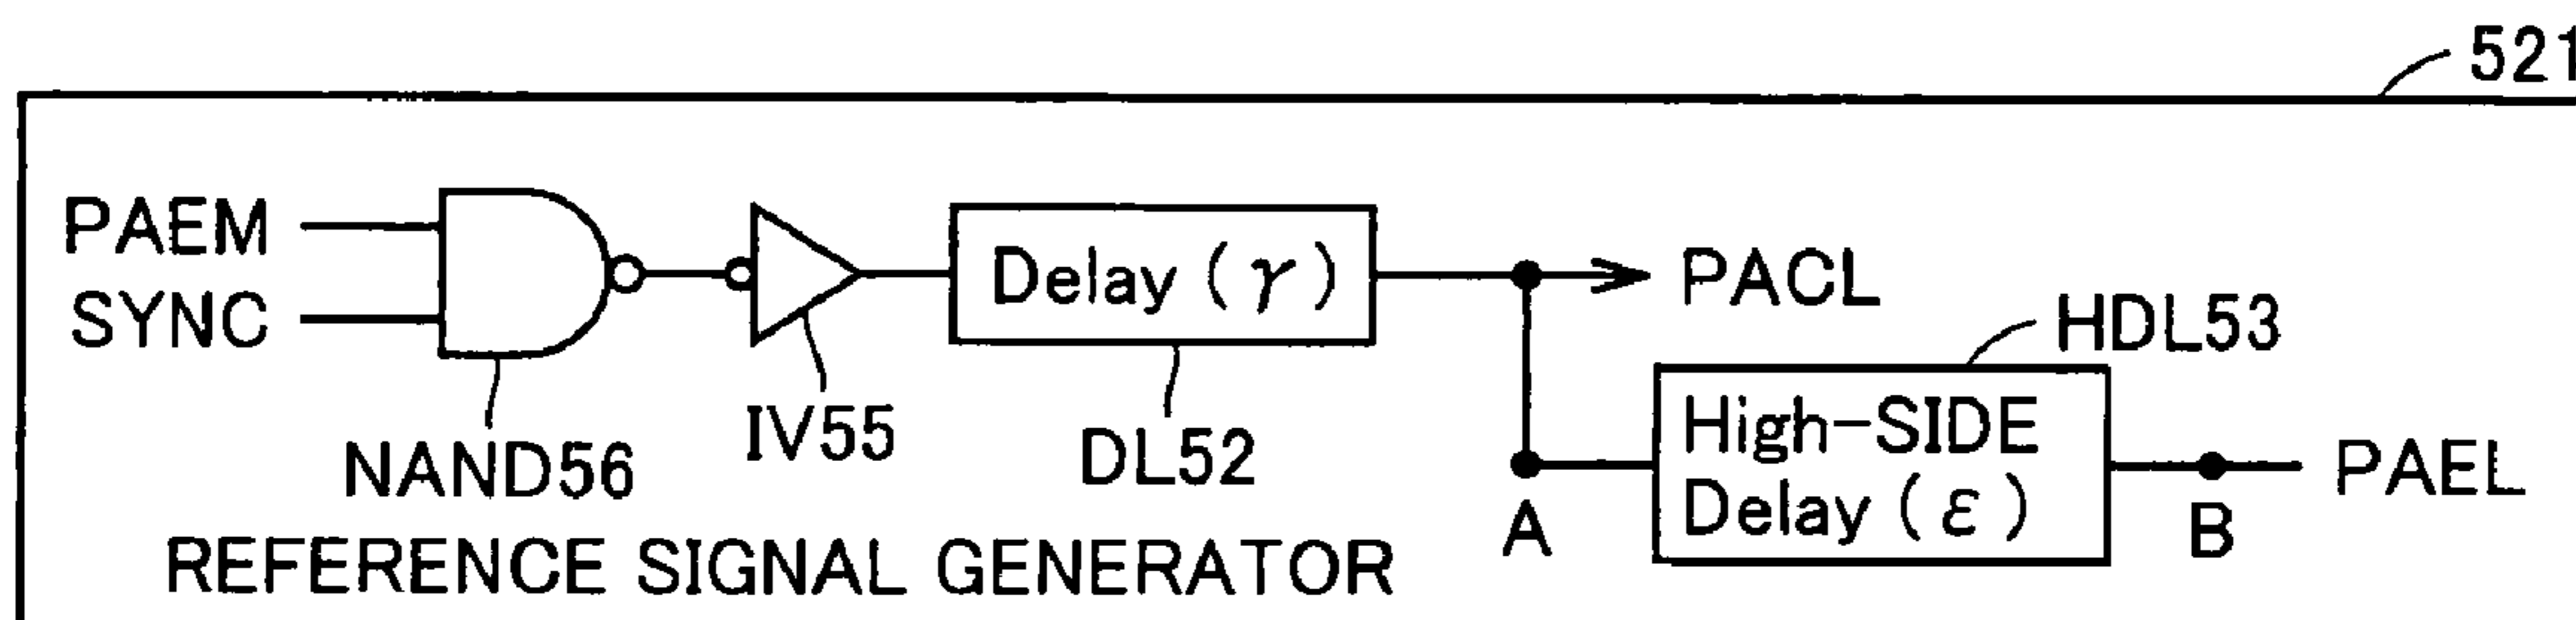 521
PAEM
SYNC
NAND56
IV55
Delay (γ)
DL52
PACL
HDL53
High-SIDE
Delay (ε)
A
B
PAEL
REFERENCE SIGNAL GENERATOR